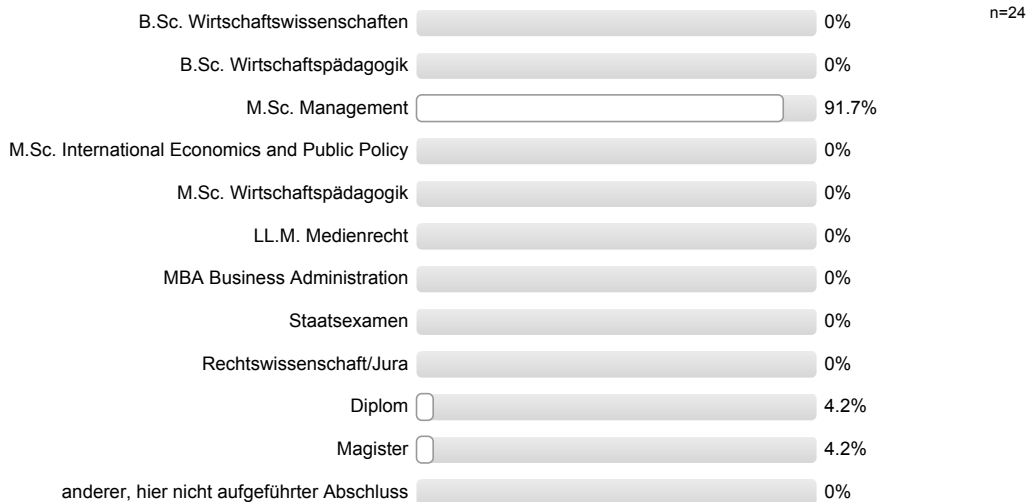 B.Sc. Wirtschaftswissenschaften 0% n=24
B.Sc. Wirtschaftspädagogik 0%
M.Sc. Management 91.7%
M.Sc. International Economics and Public Policy 0%
M.Sc. Wirtschaftspädagogik 0%
LL.M. Medienrecht 0%
MBA Business Administration 0%
Staatsexamen 0%
Rechtswissenschaft/Jura 0%
Diplom 4.2%
Magister 4.2%
anderer, hier nicht aufgeführter Abschluss 0%